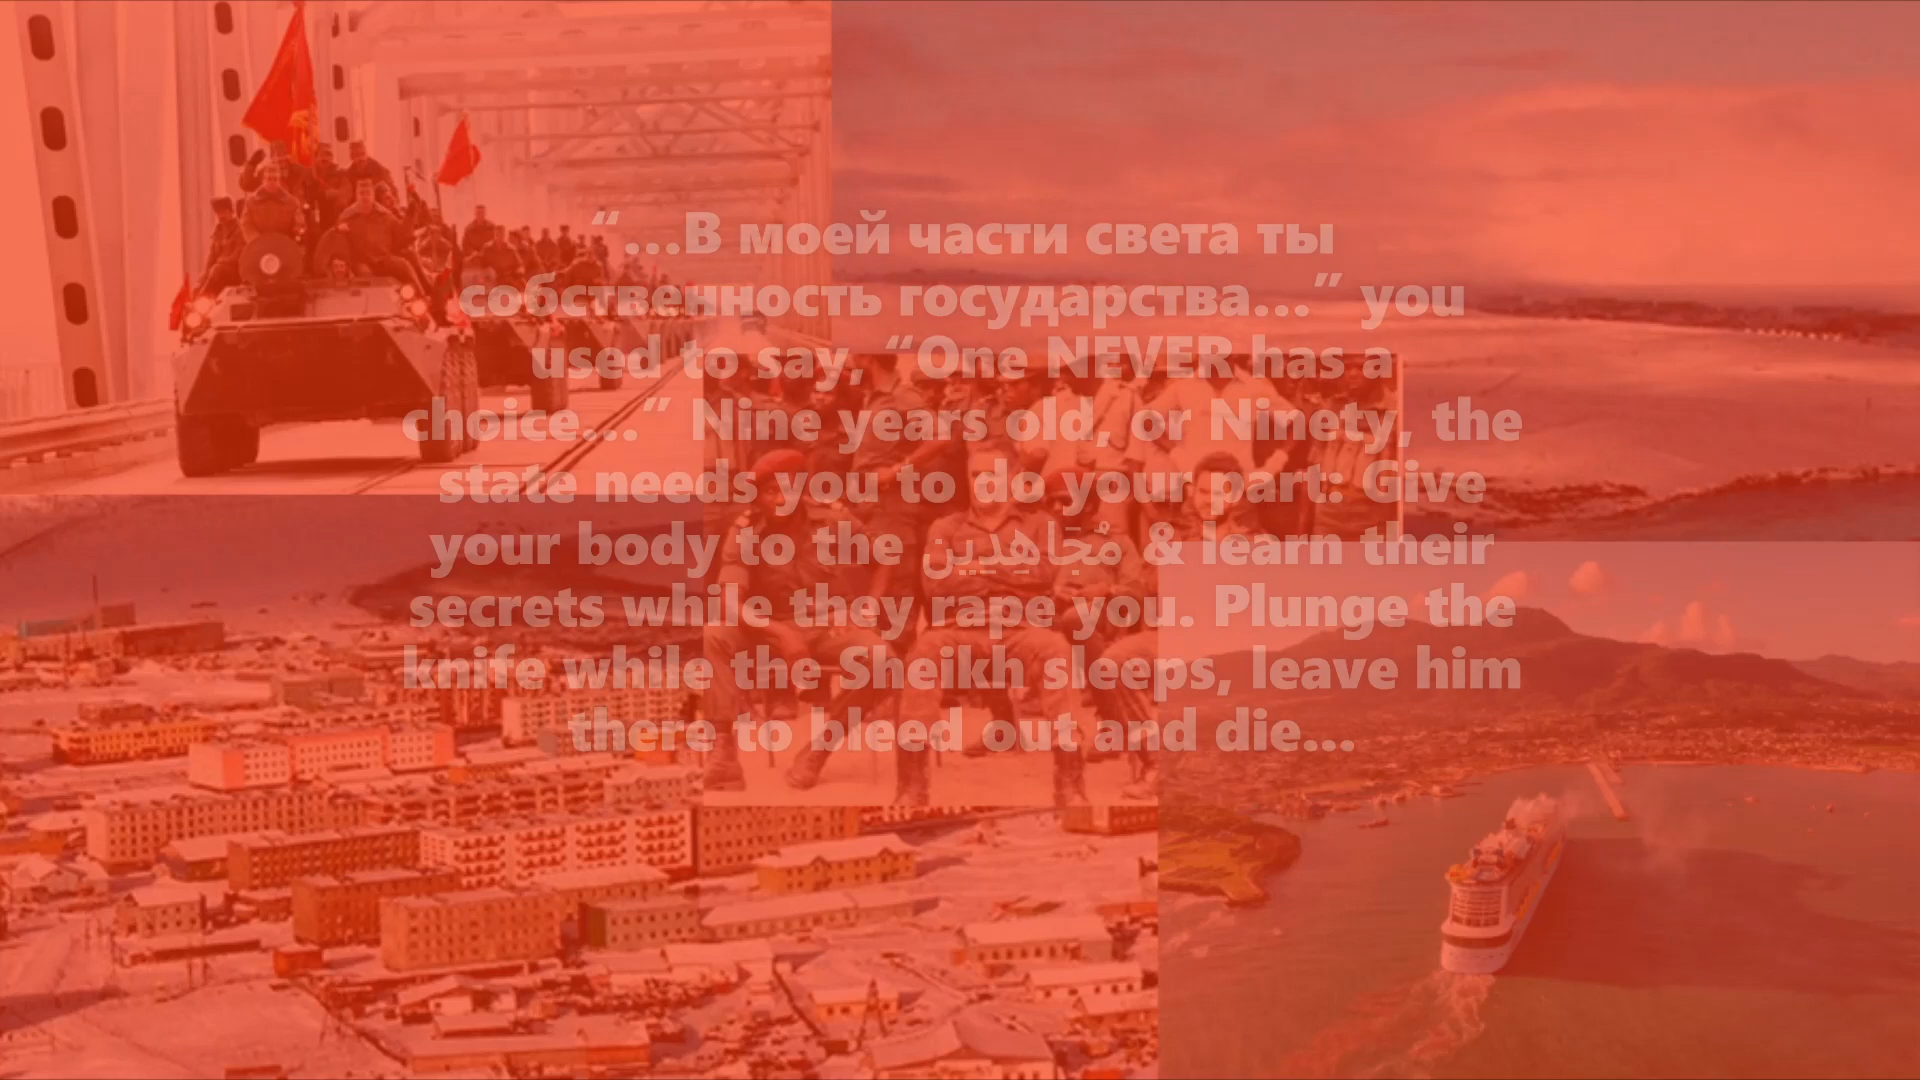 “…В моей части света ты
собственность государства…” you
used to say, “One NEVER has a
choice…” Nine years old, or Ninety, the
state needs you to do your part: Give
your body to the مُجَاهِدِين & learn their
secrets while they rape you. Plunge the
knife while the Sheikh sleeps, leave him
there to bleed out and die…